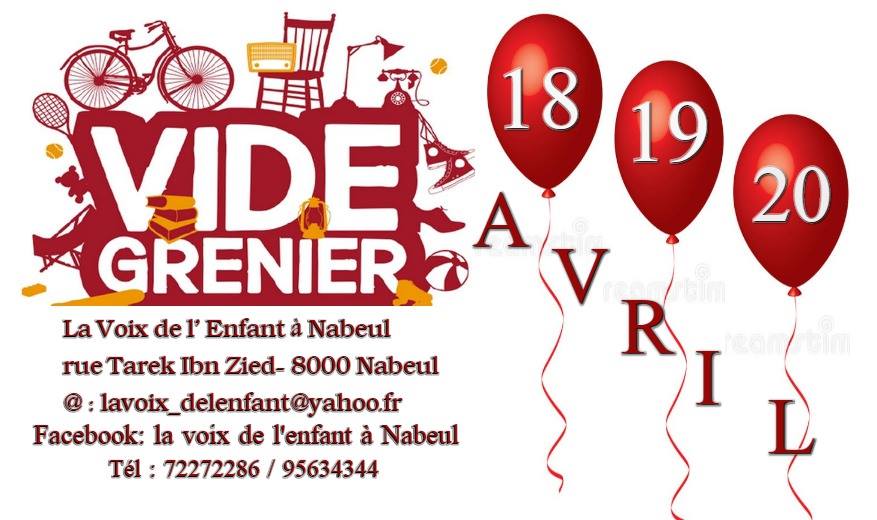 VIDE
GRENIER
La Voix de l' Enfant à Nabeul
rue Tarek Ibn Zied- 8000 Nabeul
@ : lavoix_delenfant@yahoo.fr
Facebook: la voix de l'enfant à Nabeul
Tél : 72272286 / 95634344
18
19
20
AVRIL